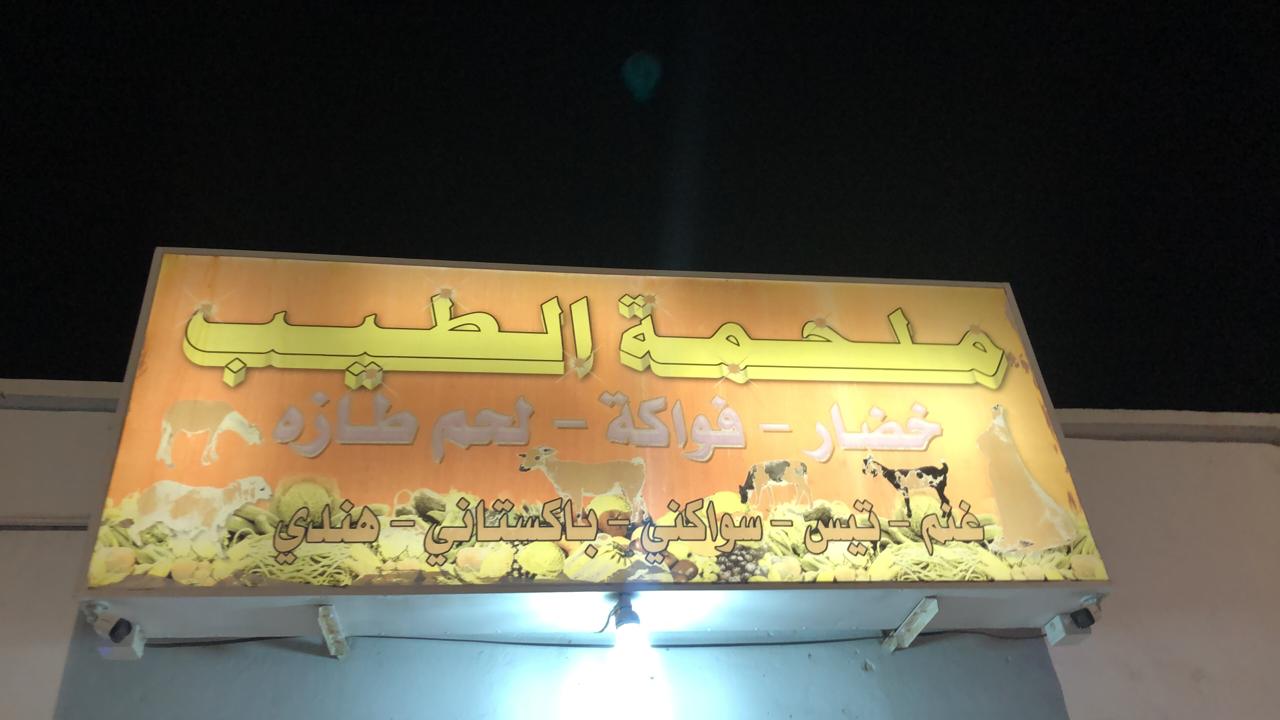 ملحمة الطيب
خضار - فواكة - لحم طازه
غنم - تيس - سواكني - باكستاني - هندي